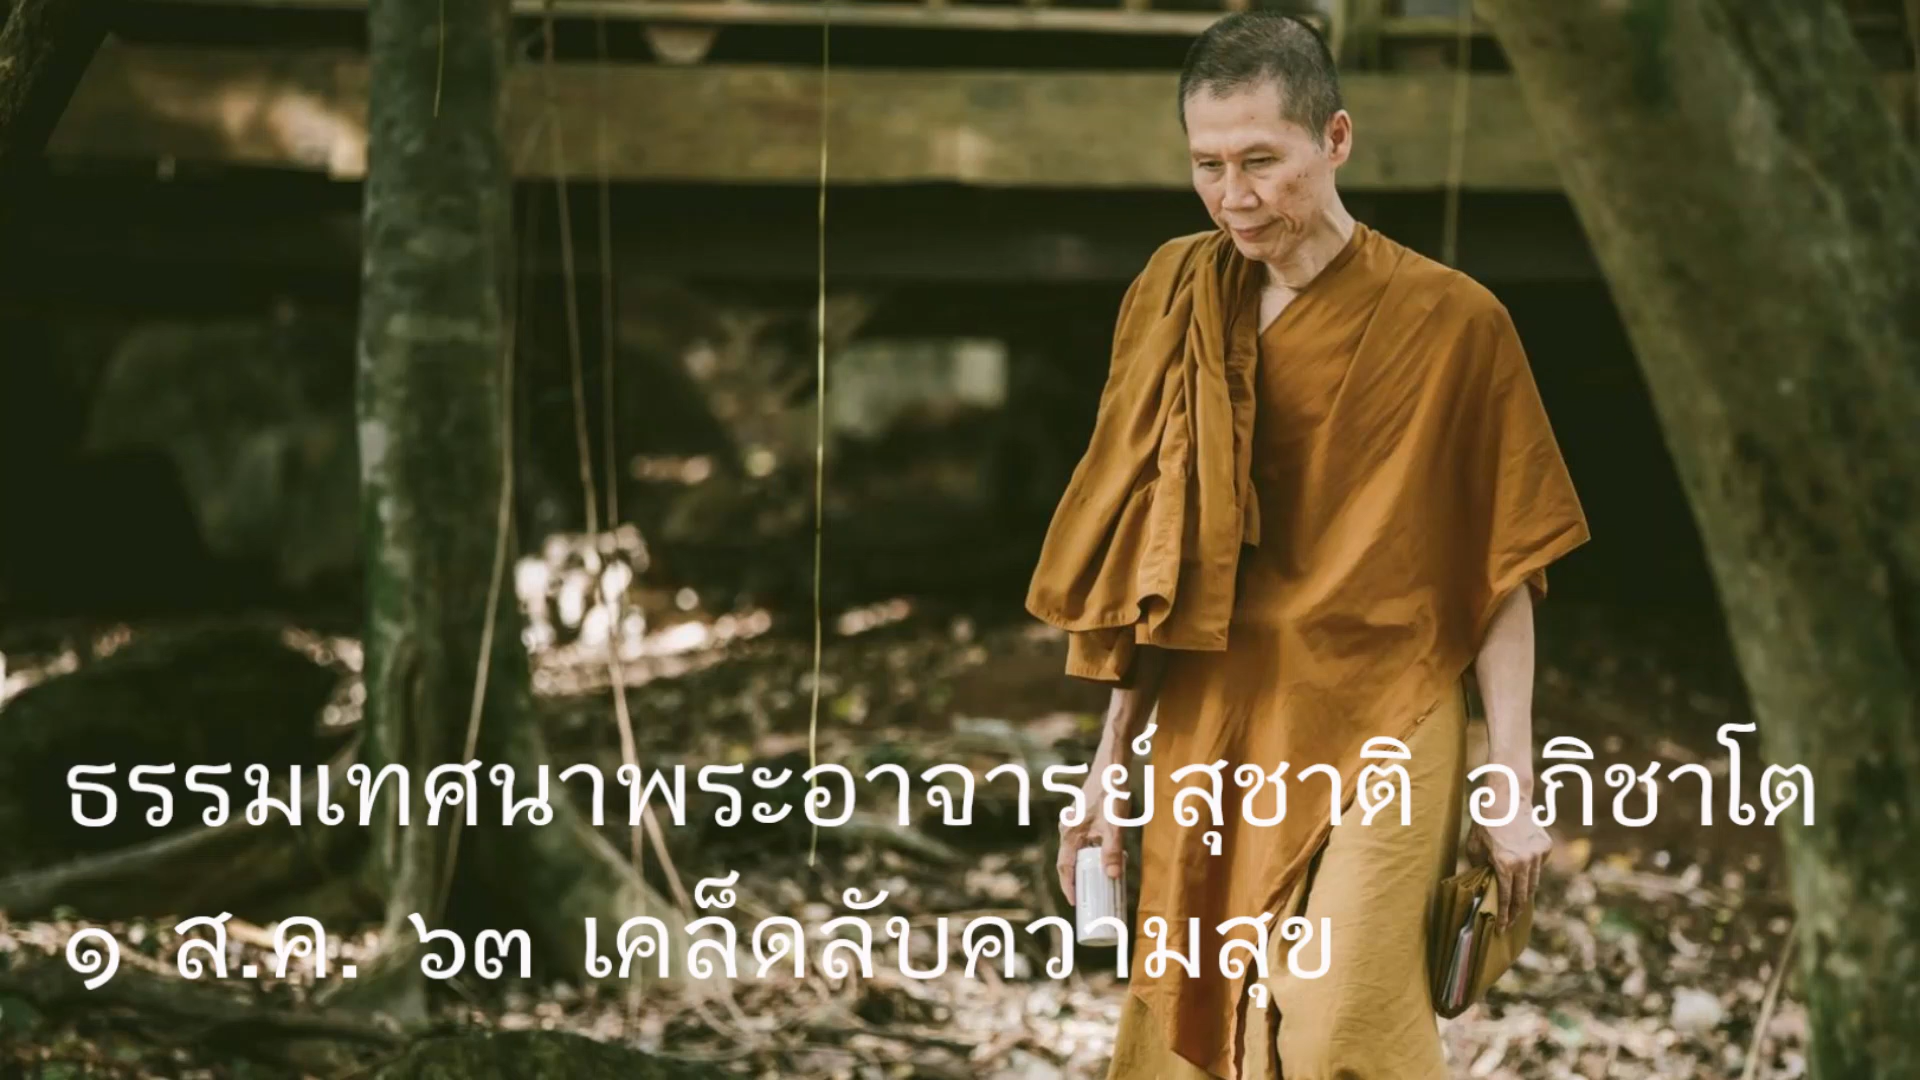 ธรรมเทศนาพระอาจารย์สุชาติ อภิชาโต
๑ ส.ค. ๖๓ เคล็ดลับความสุข